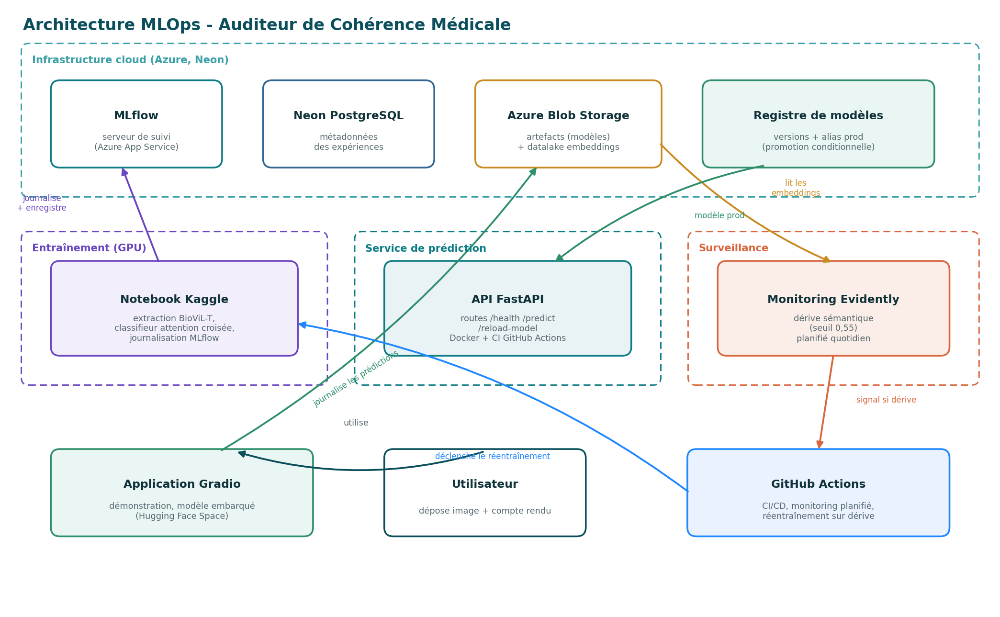 Architecture MLOps - Auditeur de Cohérence Médicale
Infrastructure cloud (Azure, Neon)
MLflow
serveur de suivi
(Azure App Service)
Neon PostgreSQL
métadonnées
des expériences
Azure Blob Storage
artefacts (modèles)
+ datalake embeddings
Registre de modèles
versions + alias prod
(promotion conditionnelle)
journalise
+ enregistre
lit les
embeddings
modèle prod
Entraînement (GPU)
Notebook Kaggle
extraction BioViL-T,
classifieur attention croisée,
journalisation MLflow
Service de prédiction
API FastAPI
routes /health /predict
/reload-model
Docker + CI GitHub Actions
Surveillance
Monitoring Evidently
dérive sémantique
(seuil 0,55)
planifié quotidien
journalise les prédictions
signal si dérive
utilise
déclenche le réentraînement
Application Gradio
démonstration, modèle embarqué
(Hugging Face Space)
Utilisateur
dépose image + compte rendu
GitHub Actions
CI/CD, monitoring planifié,
réentraînement sur dérive